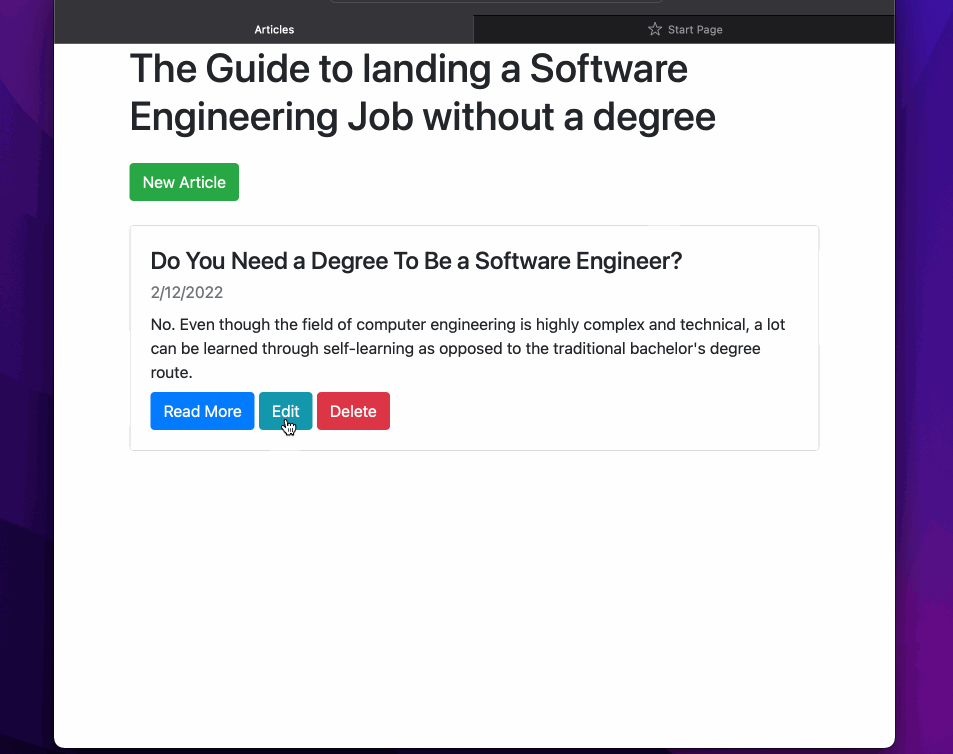 Articles
Start Page
The Guide to landing a Software
Engineering Job without a degree
New Article
Do You Need a Degree To Be a Software Engineer?
2/12/2022
No. Even though the field of computer engineering is highly complex and technical, a lot
can be learned through self-learning as opposed to the traditional bachelor's degree
route.
Read More Edit Delete